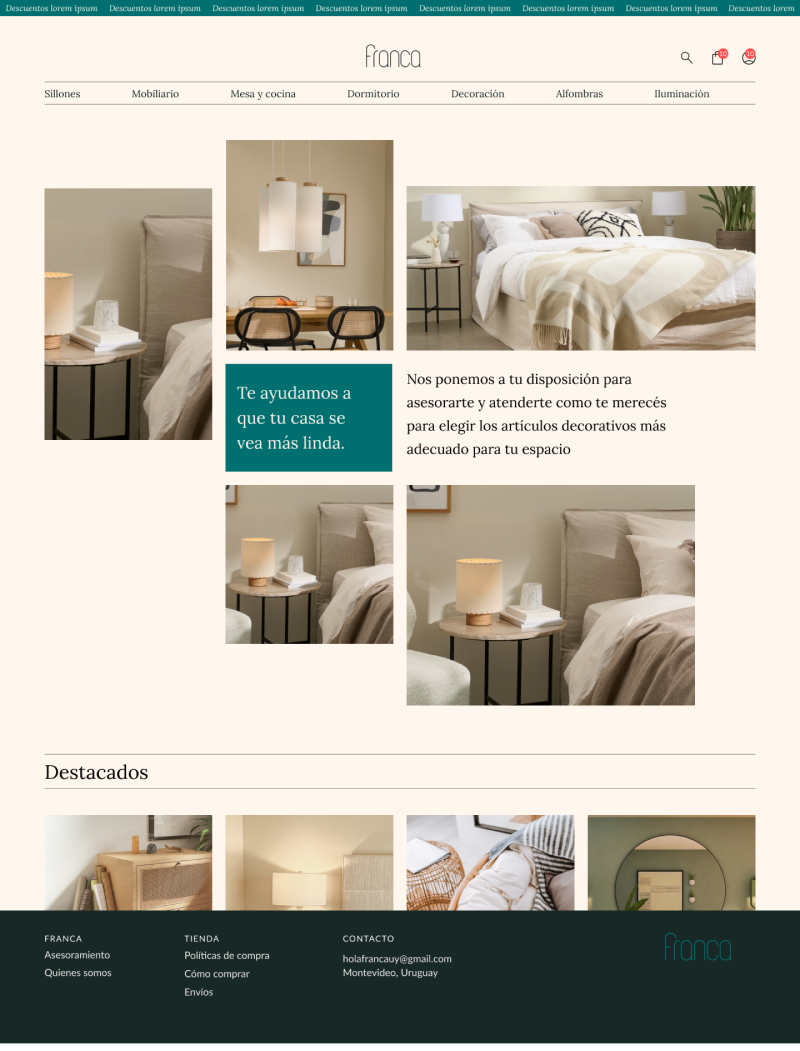 Descuentos lorem ipsum Descuentos lorem ipsum Descuentos lorem ipsum Descuentos lorem ipsum Descuentos lorem ipsum Descuentos lorem ipsum Descuentos lorem ipsum Descuentos lorem
franca
10 10
Sillones Mobiliario Mesa y cocina Dormitorio Decoración Alfombras Iluminación
Te ayudamos a
que tu casa se
vea más linda.
Nos ponemos a tu disposición para
asesorarte y atenderte como te merecés
para elegir los artículos decorativos más
adecuado para tu espacio
Destacados
FRANCA
Asesoramiento
Quienes somos
TIENDA
Políticas de compra
Cómo comprar
Envíos
CONTACTO
holafrancauy@gmail.com
Montevideo, Uruguay
franca